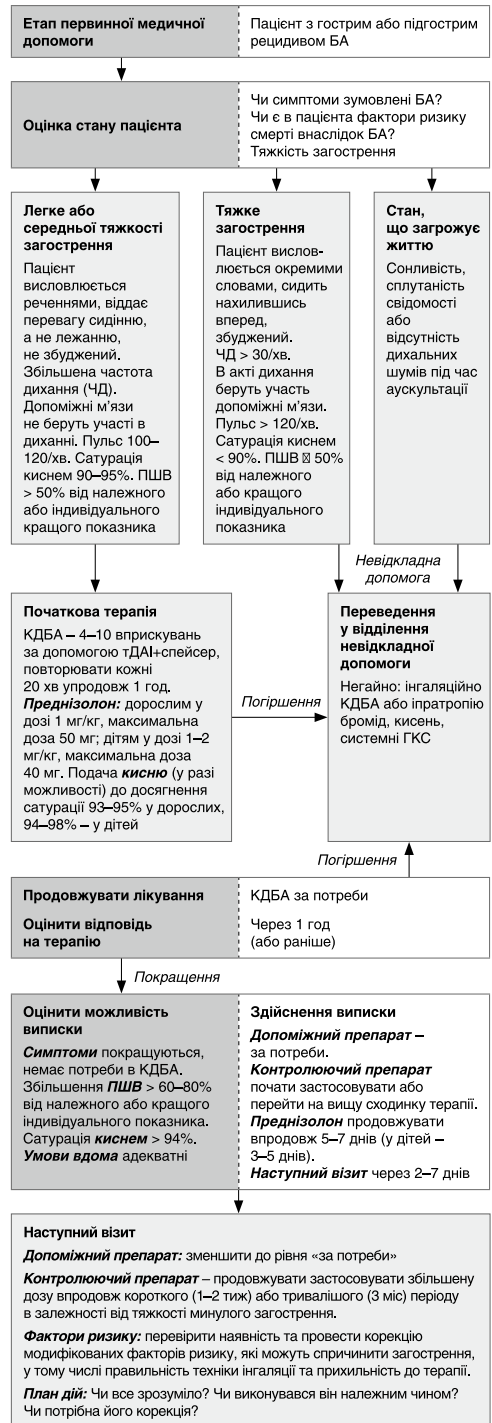 Етап первинної медичної
допомоги
Пацієнт з гострим або підгострим
рецидивом БА
Оцінка стану пацієнта
Чи симптоми зумовлені БА?
Чи є в пацієнта фактори ризику
смерті внаслідок БА?
Тяжкість загострення
Легке або
середньої тяжкості
загострення
Пацієнт
висловлюється
реченнями, віддає
перевагу сидінню,
а не лежанню,
не збуджений.
Збільшена частота
дихання (ЧД).
Допоміжні м’язи
не беруть участі в
диханні. Пульс 100–
120/хв. Сатурація
киснем 90–95%. ПШВ
> 50% від належного
або індивідуального
кращого показника
Тяжке
загострення
Пацієнт вислов-
люється окремими
словами, сидить
нахилившись
вперед,
збуджений.
ЧД > 30/хв.
В акті дихання
беруть участь
допоміжні м’язи.
Пульс > 120/хв.
Сатурація киснем
< 90%. ПШВ  50%
від належного
або кращого
індивідуального
показника
Стан,
що загрожує
життю
Сонливість,
сплутаність
свідомості
або
відсутність
дихальних
шумів під час
аускультації
Невідкладна
допомога
Початкова терапія
КДБА – 4–10 вприскувань
за допомогою тДАІ+спейсер,
повторювати кожні
20 хв упродовж 1 год.
Преднізолон: дорослим у
дозі 1 мг/кг, максимальна
доза 50 мг; дітям у дозі 1–2
мг/кг, максимальна доза
40 мг. Подача кисню (у разі
можливості) до досягнення
сатурації 93–95% у дорослих,
94–98% – у дітей
Погіршення
Переведення
у відділення
невідкладної
допомоги
Негайно: інгаляційно
КДБА або іпратропію
бромід, кисень,
системні ГКС
Погіршення
Продовжувати лікування
КДБА за потреби
Оцінити відповідь
на терапію
Через 1 год
(або раніше)
Покращення
Оцінити можливість
виписки
Симптоми покращуються,
немає потреби в КДБА.
Збільшення ПШВ > 60–80%
від належного або кращого
індивідуального показника.
Сатурація киснем > 94%.
Умови вдома адекватні
Здійснення виписки
Допоміжний препарат –
за потреби.
Контролюючий препарат
почати застосовувати або
перейти на вищу сходинку терапії.
Преднізолон продовжувати
впродовж 5–7 днів (у дітей –
3–5 днів).
Наступний візит через 2–7 днів
Наступний візит
Допоміжний препарат: зменшити до рівня «за потреби»
Контролюючий препарат – продовжувати застосовувати збільшену
дозу впродовж короткого (1–2 тиж) або тривалішого (3 міс) періоду
в залежності від тяжкості минулого загострення.
Фактори ризику: перевірити наявність та провести корекцію
модифікованих факторів ризику, які можуть спричинити загострення,
у тому числі правильність техніки інгаляції та прихильність до терапії.
План дій: Чи все зрозуміло? Чи виконувався він належним чином?
Чи потрібна його корекція?